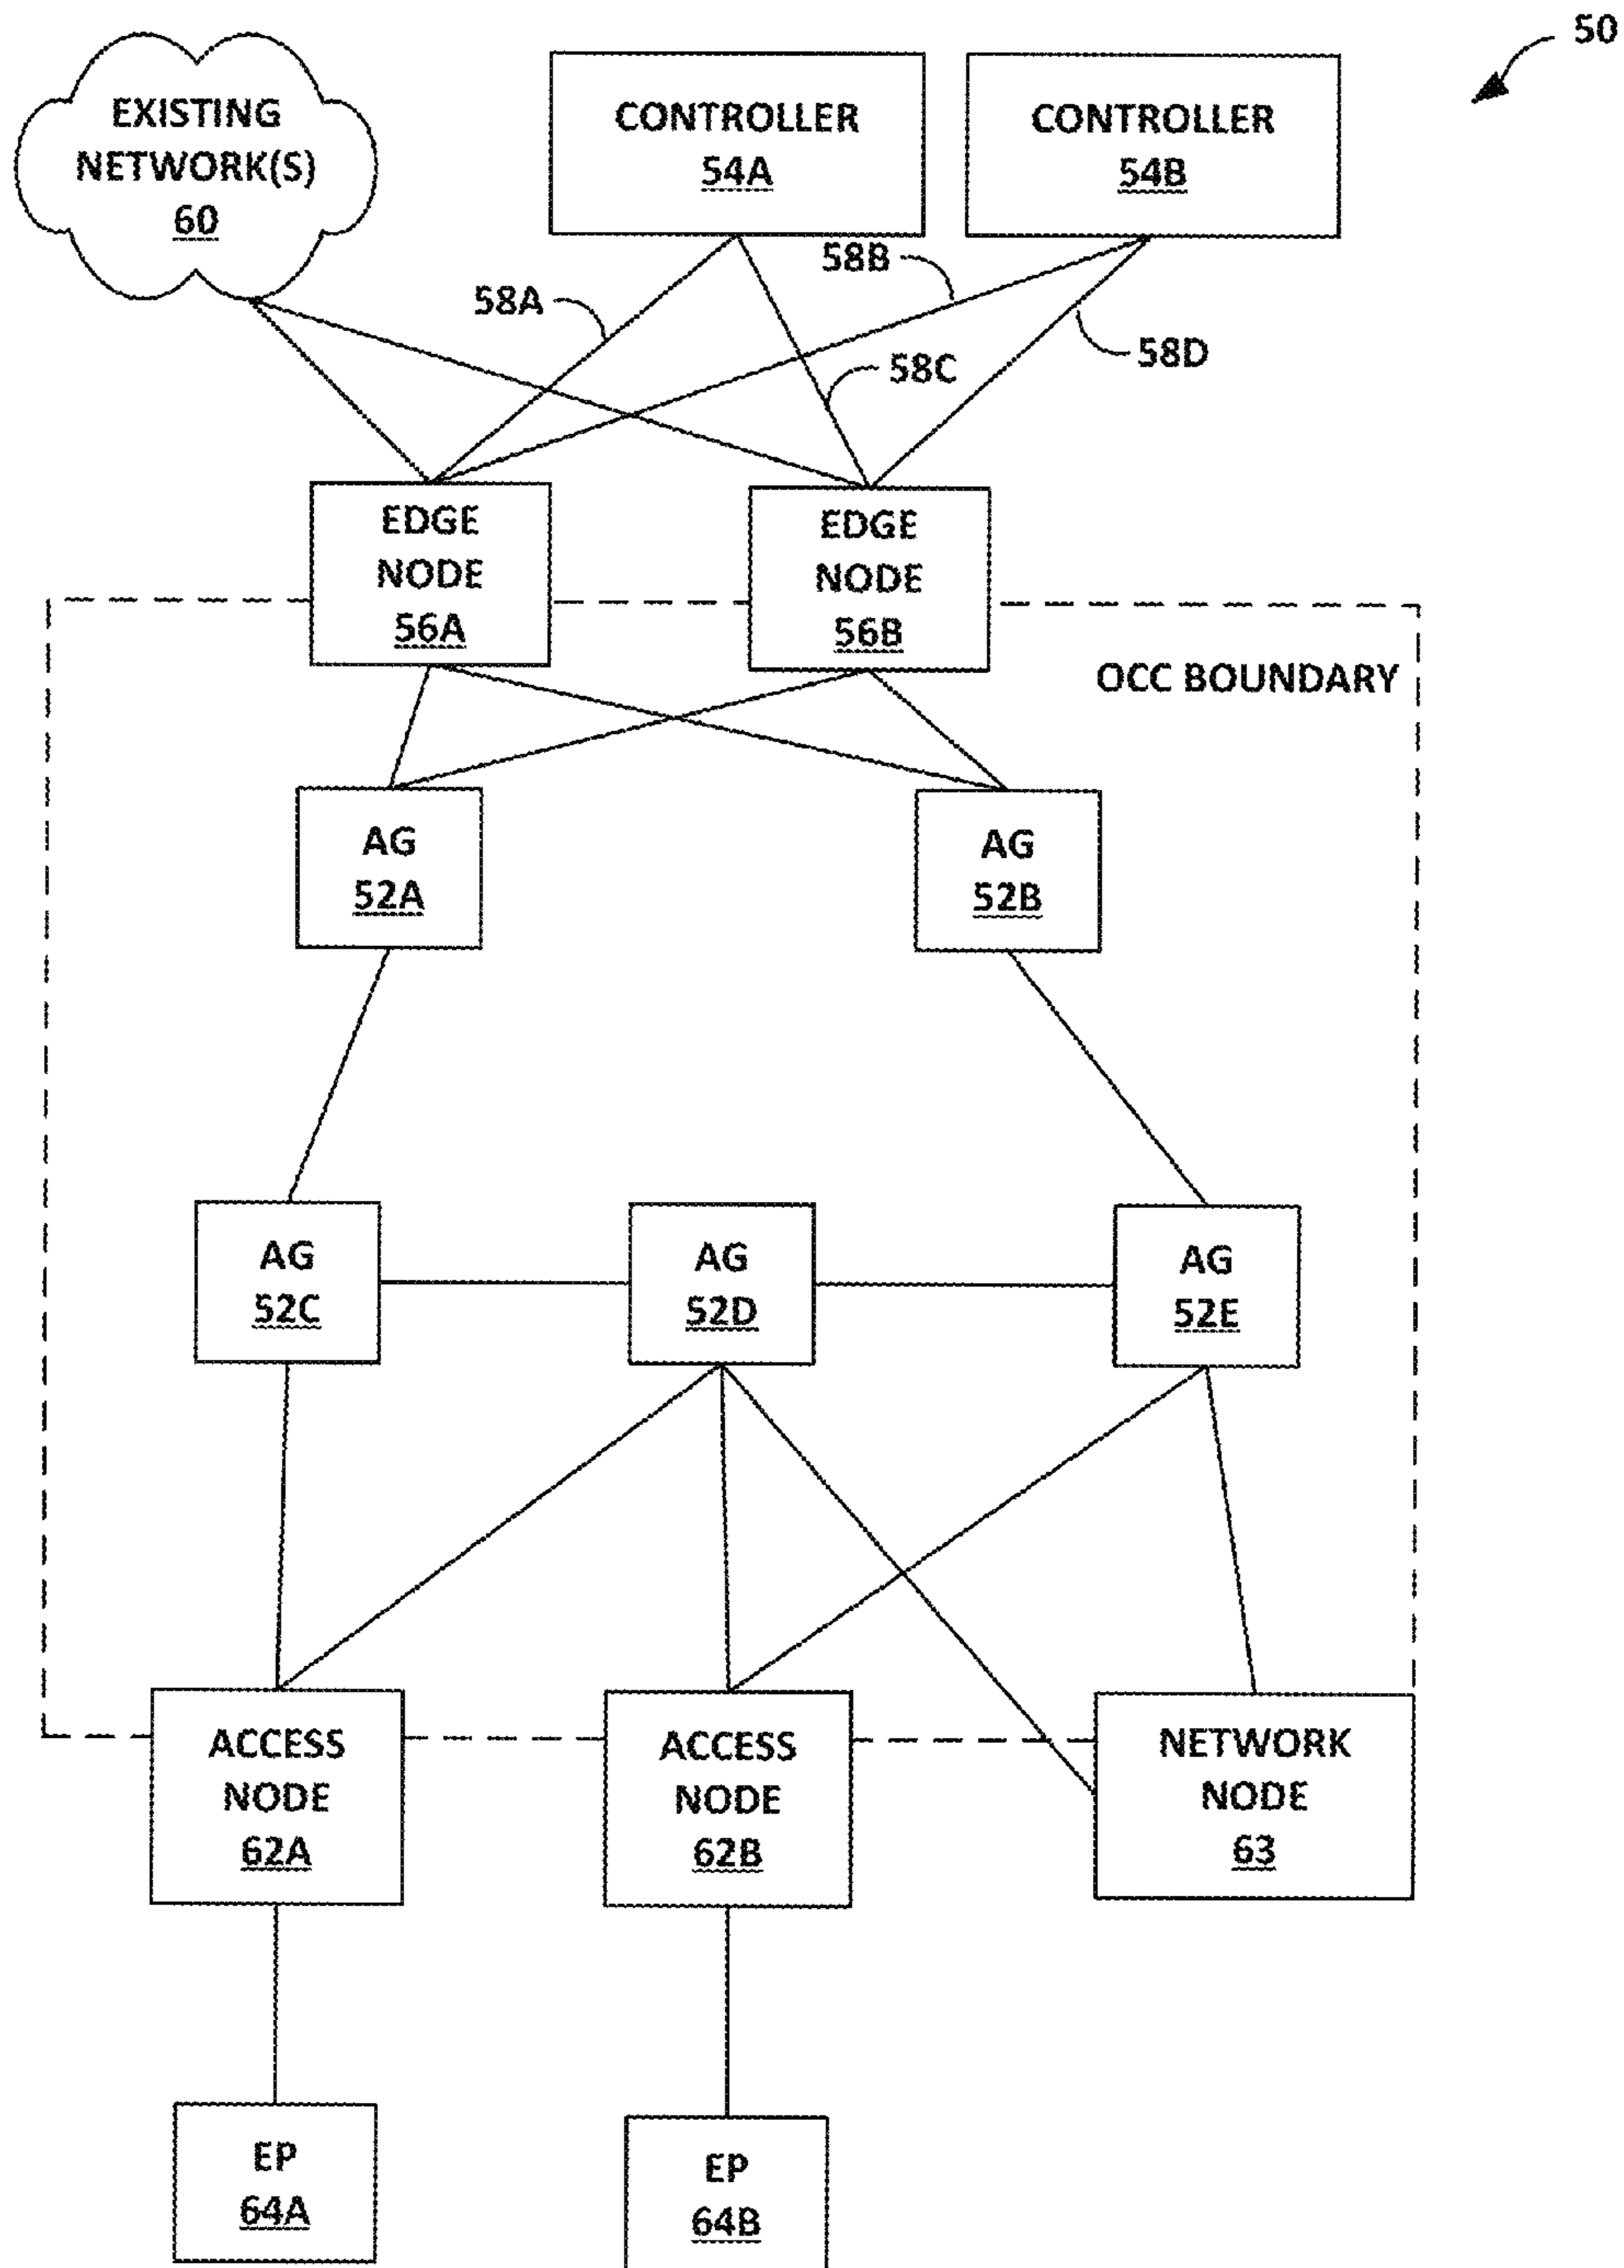 50
EXISTING
NETWORK(S)
60
CONTROLLER
54A
CONTROLLER
54B
58A
58B
58C
58D
EDGE
NODE
56A
EDGE
NODE
56B
OCC BOUNDARY
AG
52A
AG
52B
AG
52C
AG
52D
AG
52E
ACCESS
NODE
62A
ACCESS
NODE
62B
NETWORK
NODE
63
EP
64A
EP
64B